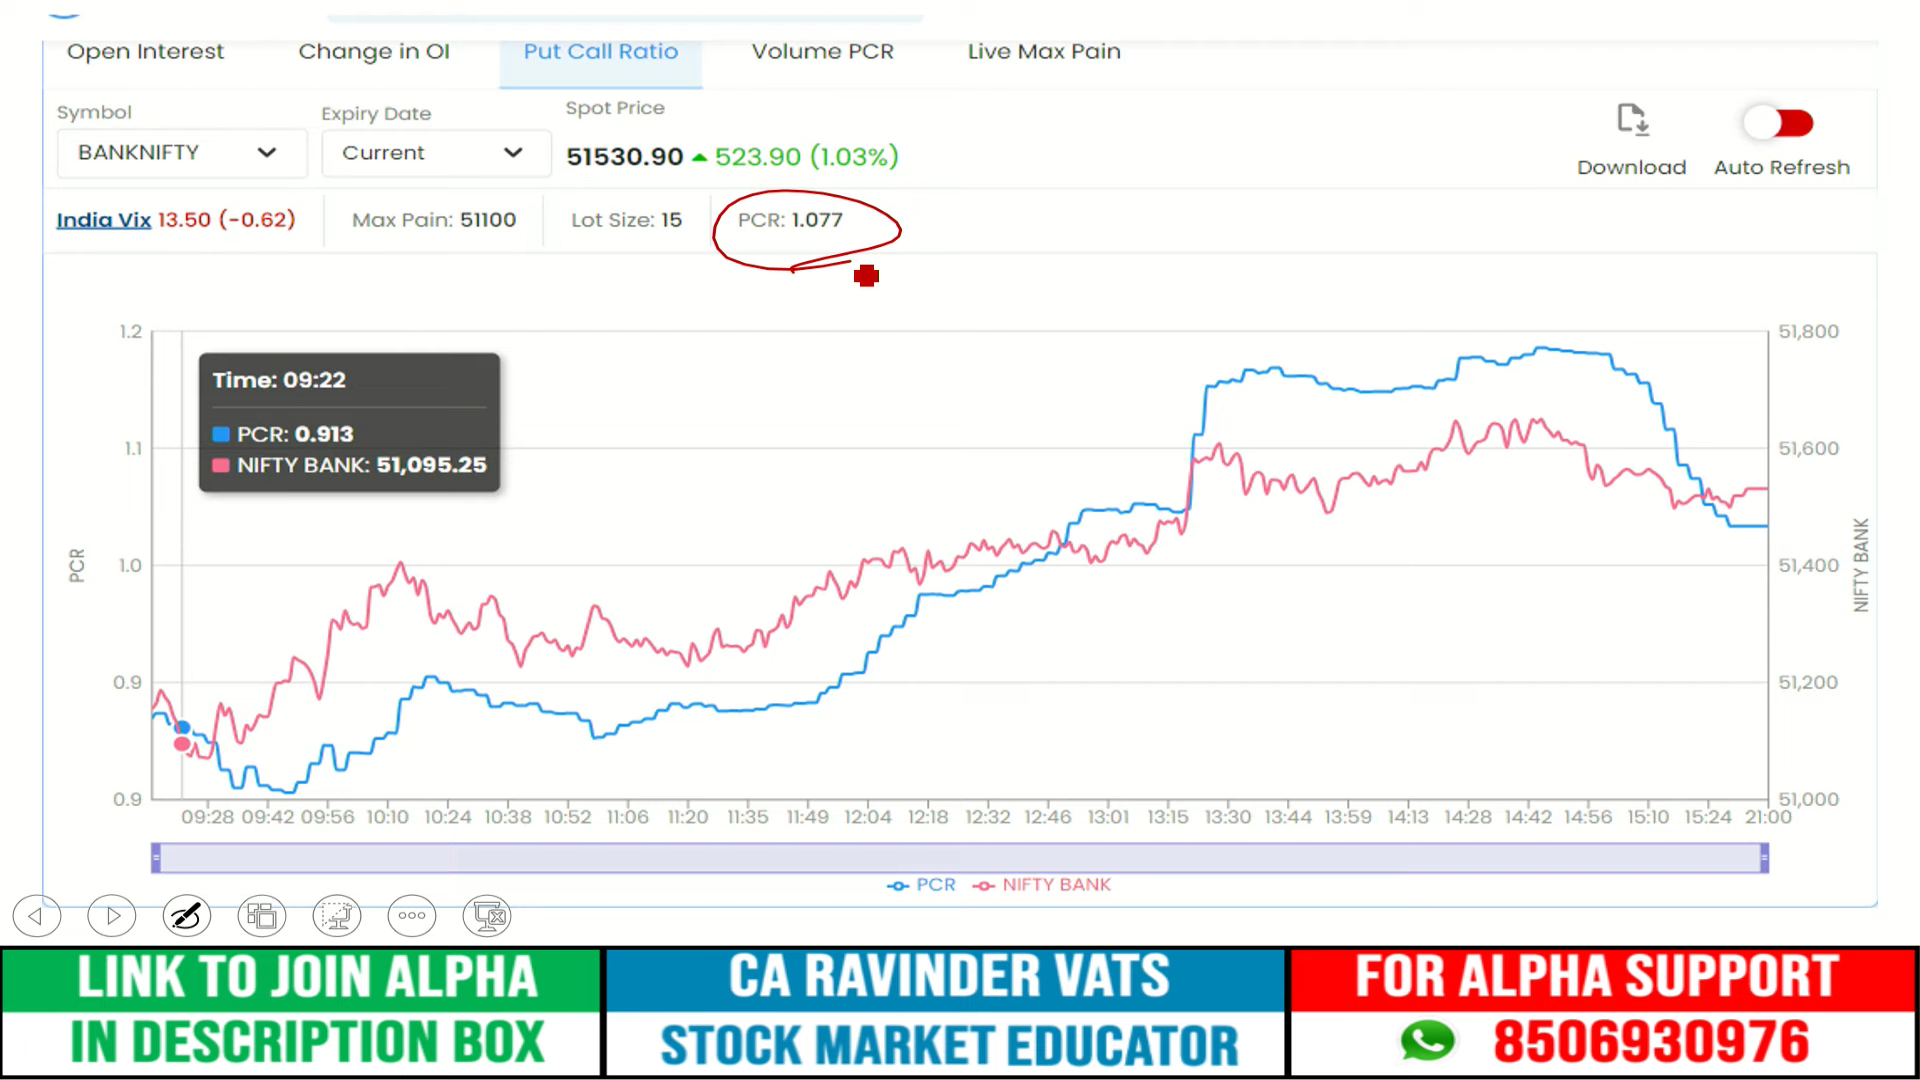 Open Interest Change in OI Put Call Ratio Volume PCR Live Max Pain
Symbol Expiry Date Spot Price
BANKNIFTY Current 51530.90 523.90 (1.03%)
Download Auto Refresh
India Vix 13.50 (-0.62) Max Pain: 51100 Lot Size: 15 PCR: 1.077
1.2 51,800
Time: 09:22
PCR: 0.913
NIFTY BANK: 51,095.25
1.1 51,600
1.0 51,400
PCR
NIFTY BANK
0.9 51,200
0.9 51,000
09:28 09:42 09:56 10:10 10:24 10:38 10:52 11:06 11:20 11:35 11:49 12:04 12:18 12:32 12:46 13:01 13:15 13:30 13:44 13:59 14:13 14:28 14:42 14:56 15:10 15:24 21:00
PCR NIFTY BANK
LINK TO JOIN ALPHA
IN DESCRIPTION BOX
CA RAVINDER VATS
STOCK MARKET EDUCATOR
FOR ALPHA SUPPORT
8506930976